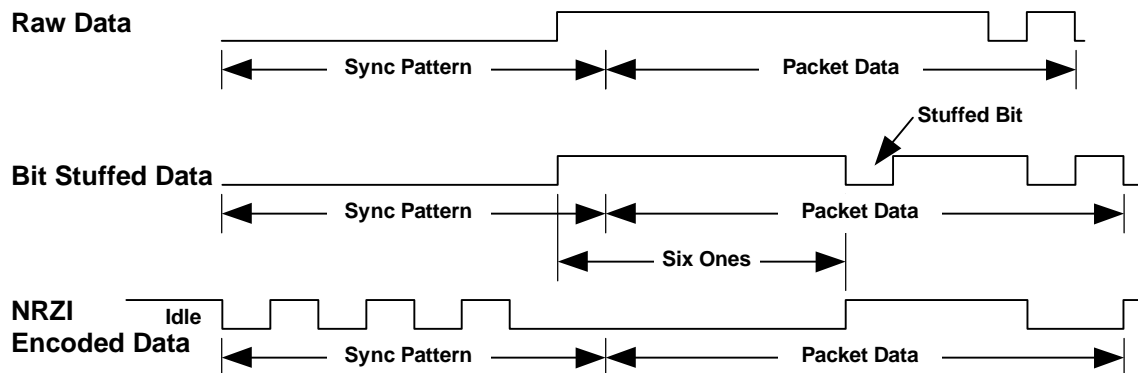 Raw Data
Sync Pattern
Packet Data
Stuffed Bit
Bit Stuffed Data
Sync Pattern
Packet Data
Six Ones
NRZI
Encoded Data
Idle
Sync Pattern
Packet Data